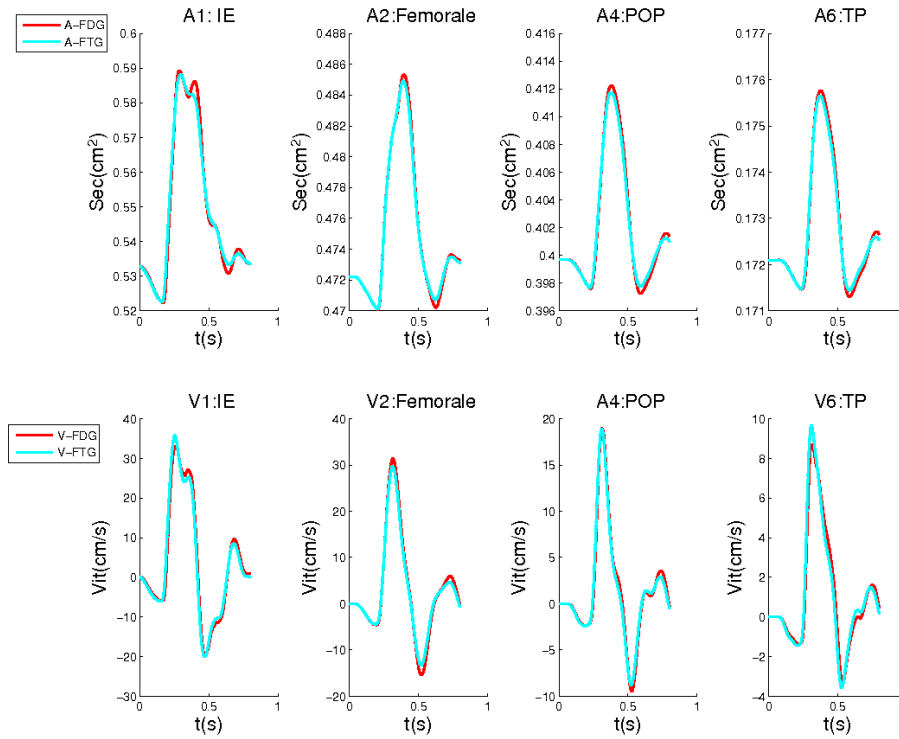 A1: IE
A2:Femorale
A4:POP
A6:TP
A-FDG
A-FTG
0.6
0.59
0.58
0.57
0.56
0.55
0.54
0.53
0.52
Sec(cm²)
0 0.5 1
t(s)
0.488
0.486
0.484
0.482
0.48
0.478
0.476
0.474
0.472
0.47
Sec(cm²)
0 0.5 1
t(s)
0.416
0.414
0.412
0.41
0.408
0.406
0.404
0.402
0.4
0.398
0.396
Sec(cm²)
0 0.5 1
t(s)
0.177
0.176
0.175
0.174
0.173
0.172
0.171
Sec(cm²)
0 0.5
t(s)
V1:IE
V2:Femorale
A4:POP
V6:TP
V-FDG
V-FTG
40
30
20
10
0
−10
−20
−30
Vit(cm/s)
0 0.5 1
t(s)
40
30
20
10
0
−10
−20
Vit(cm/s)
0 0.5 1
t(s)
20
15
10
5
0
−5
−10
Vit(cm/s)
0 0.5 1
t(s)
10
8
6
4
2
0
−2
−4
Vit(cm/s)
0 0.5
t(s)